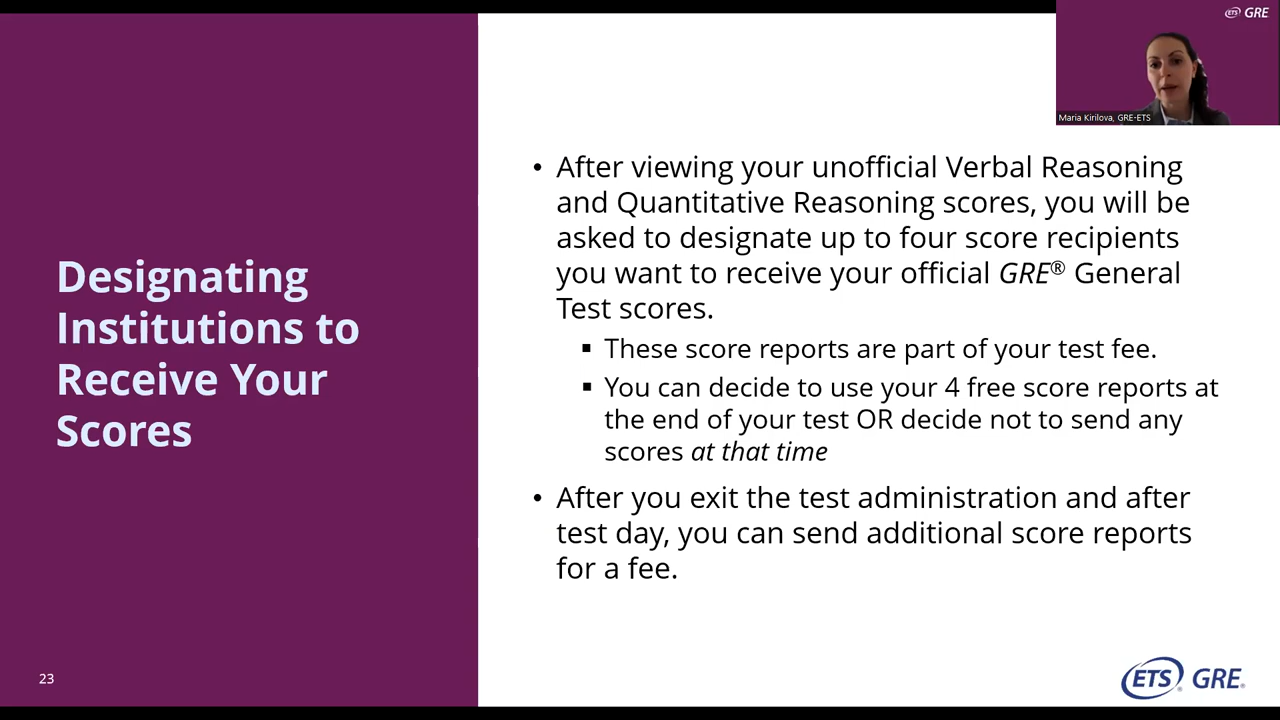 ETS GRE
Maria Kirilova, GRE-ETS
Designating
Institutions to
Receive Your
Scores
• After viewing your unofficial Verbal Reasoning
and Quantitative Reasoning scores, you will be
asked to designate up to four score recipients
you want to receive your official GRE® General
Test scores.
▪ These score reports are part of your test fee.
▪ You can decide to use your 4 free score reports at
the end of your test OR decide not to send any
scores at that time
• After you exit the test administration and after
test day, you can send additional score reports
for a fee.
23
ETS® GRE®